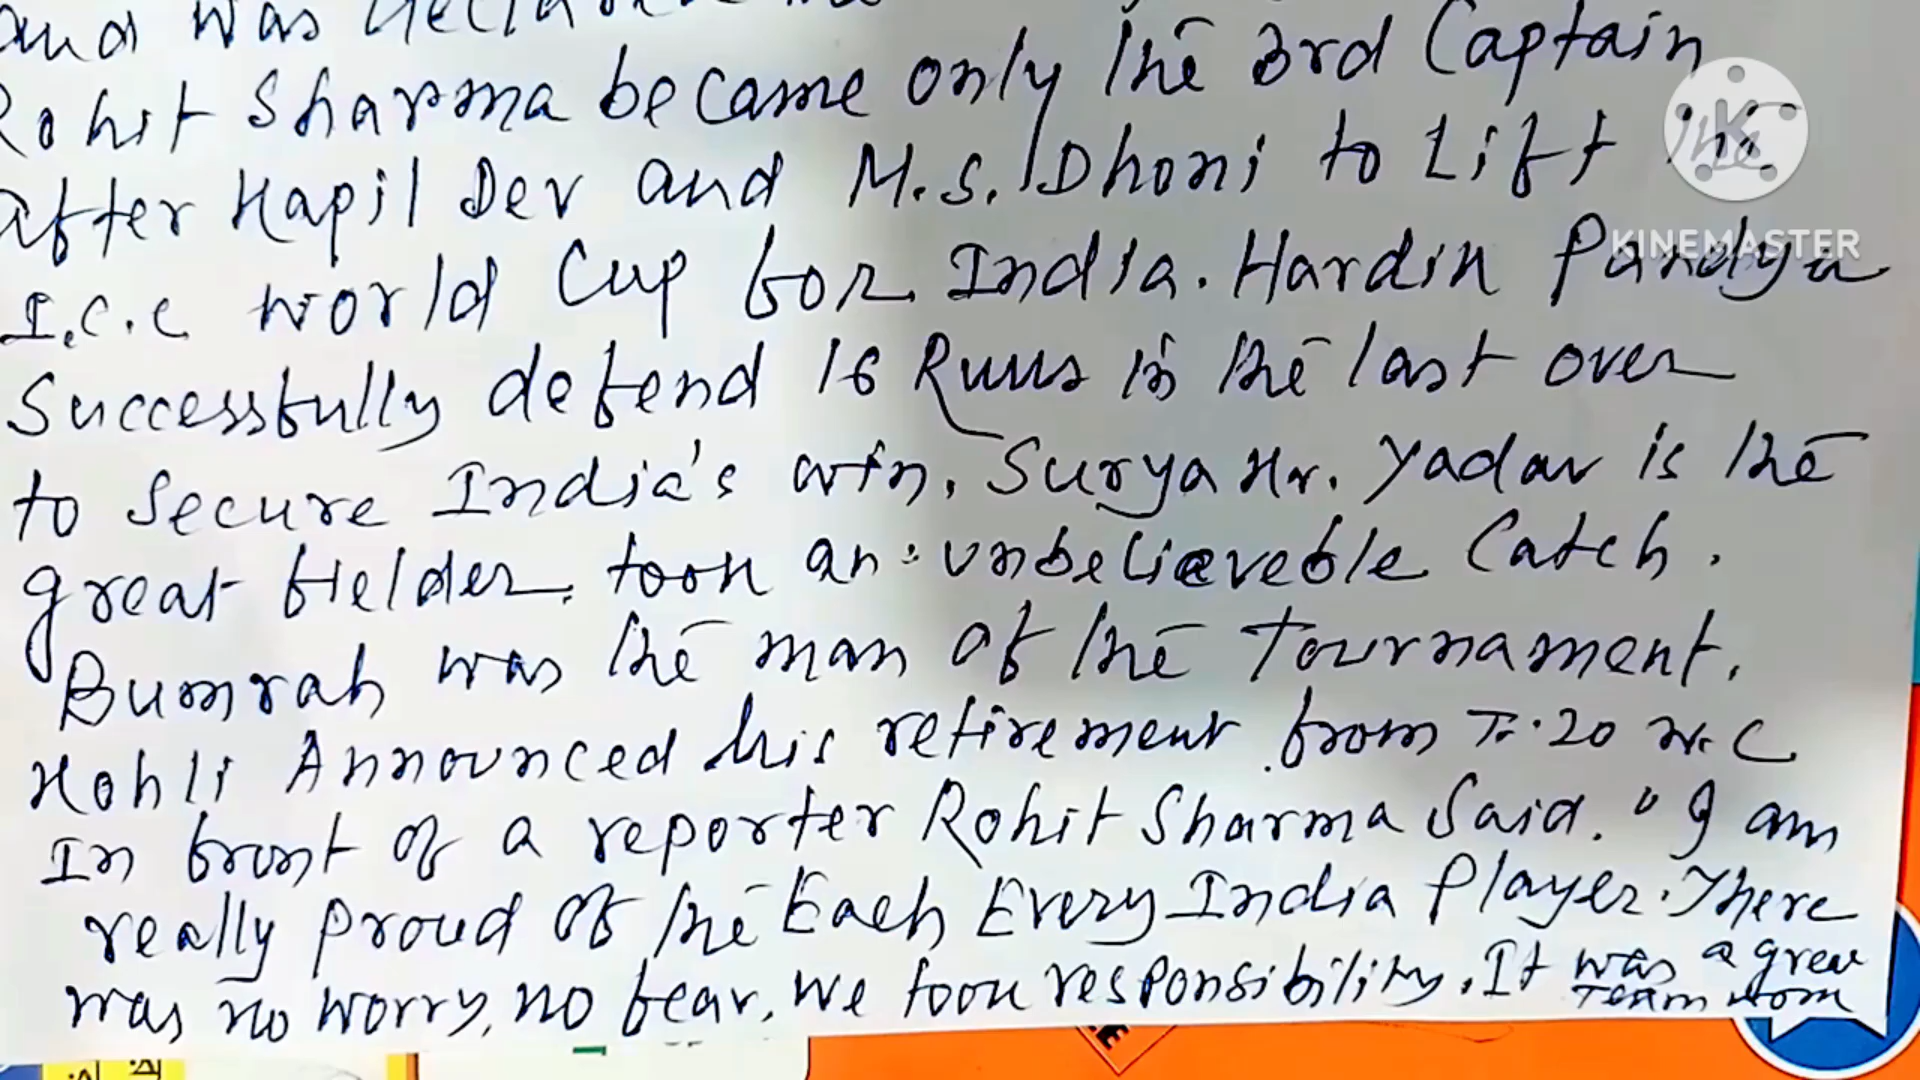 and was
Rohit Sharma became only the 3rd Captain
after Kapil Dev and M.S. Dhoni to Lift the
I.C.C World Cup for India. Hardik Pandya
Successfully defend 16 Runs in the last over
to Secure India's win. Surya Kr. Yadav is the
great fielder. took an unbelieveble Catch.
Bumrah was the man of the Tournament.
Kohli Announced his retirement from T.20 W.C
In front of a reporter Rohit Sharma Said. "I am
really proud of the Each Every India Player. There
was no worry, no fear, we took responsibility. It was a great
Team work
KINEMASTER